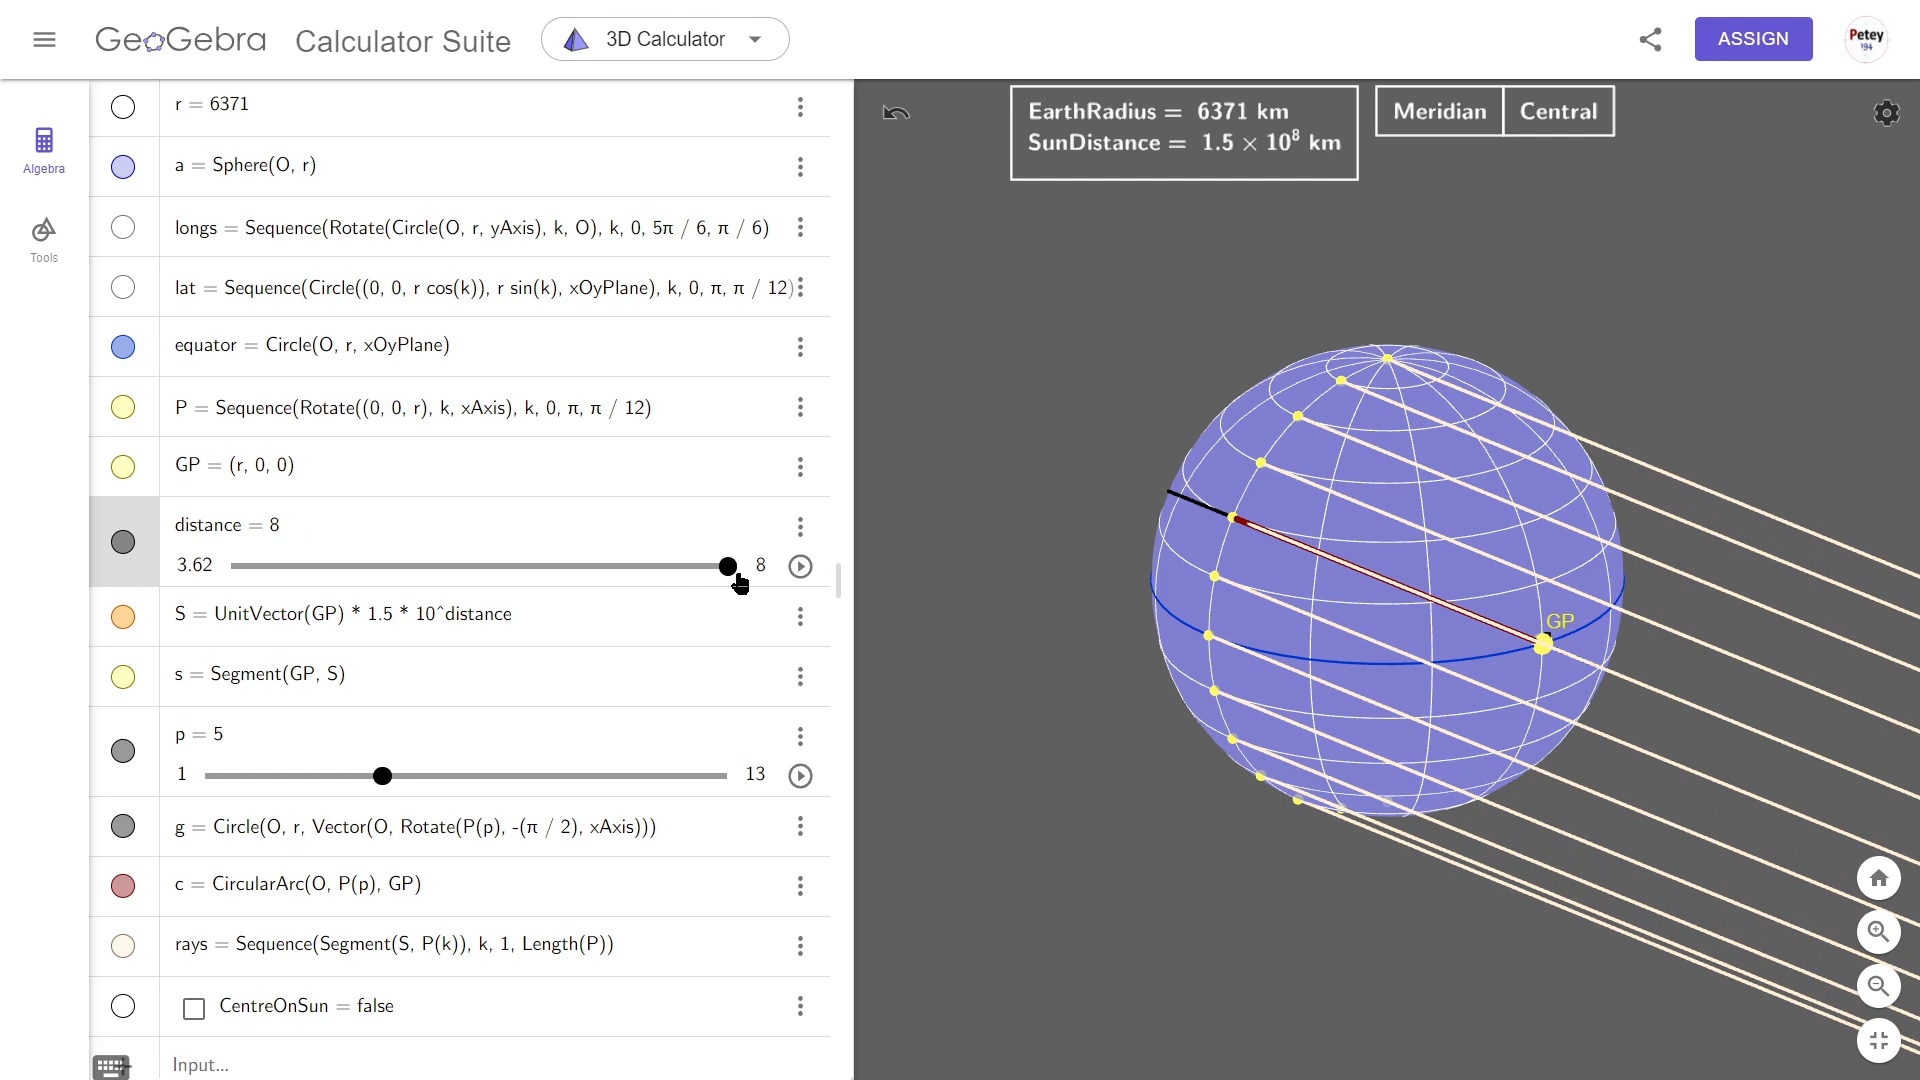 GeoGebra Calculator Suite 3D Calculator ASSIGN Petey 194
Algebra
Tools
r = 6371
a = Sphere(O, r)
longs = Sequence(Rotate(Circle(O, r, yAxis), k, O), k, 0, 5π / 6, π / 6)
lat = Sequence(Circle((0, 0, r cos(k)), r sin(k), xOyPlane), k, 0, π, π / 12)
equator = Circle(O, r, xOyPlane)
P = Sequence(Rotate((0, 0, r), k, xAxis), k, 0, π, π / 12)
GP = (r, 0, 0)
distance = 8
3.62 8
S = UnitVector(GP) * 1.5 * 10^distance
s = Segment(GP, S)
p = 5
1 13
g = Circle(O, r, Vector(O, Rotate(P(p), -(π / 2), xAxis)))
c = CircularArc(O, P(p), GP)
rays = Sequence(Segment(S, P(k)), k, 1, Length(P))
CentreOnSun = false
Input...
EarthRadius = 6371 km
SunDistance = 1.5 × 10⁸ km
Meridian Central
GP